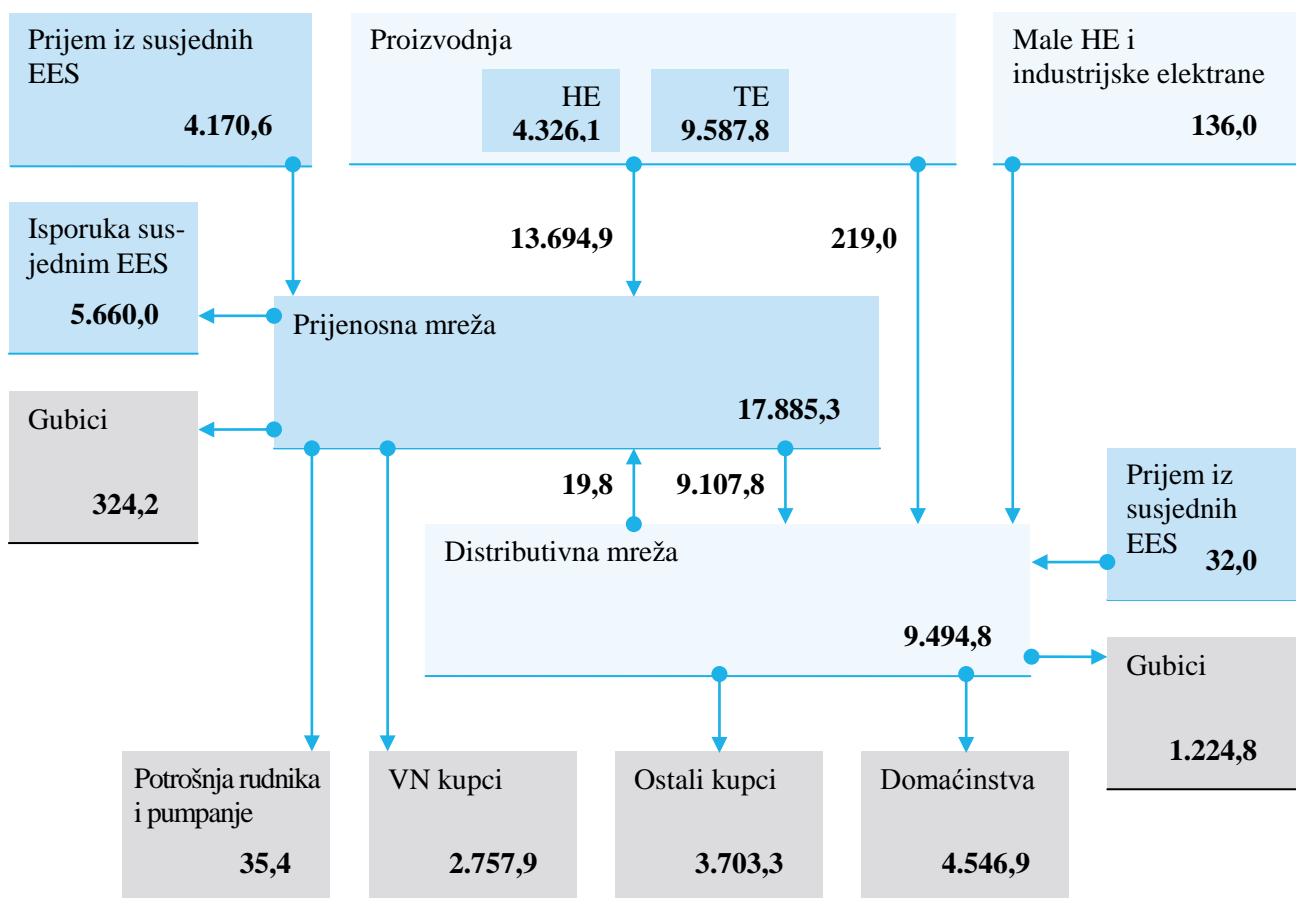 Prijem iz susjednih
EES
4.170,6
Proizvodnja
HE
4.326,1
TE
9.587,8
Male HE i
industrijske elektrane
136,0
Isporuka sus-
jednim EES
5.660,0
13.694,9
219,0
Prijenosna mreža
17.885,3
Gubici
324,2
19,8
9.107,8
Prijem iz
susjednih
EES
32,0
Distributivna mreža
9.494,8
Gubici
1.224,8
Potrošnja rudnika
i pumpanje
35,4
VN kupci
2.757,9
Ostali kupci
3.703,3
Domaćinstva
4.546,9